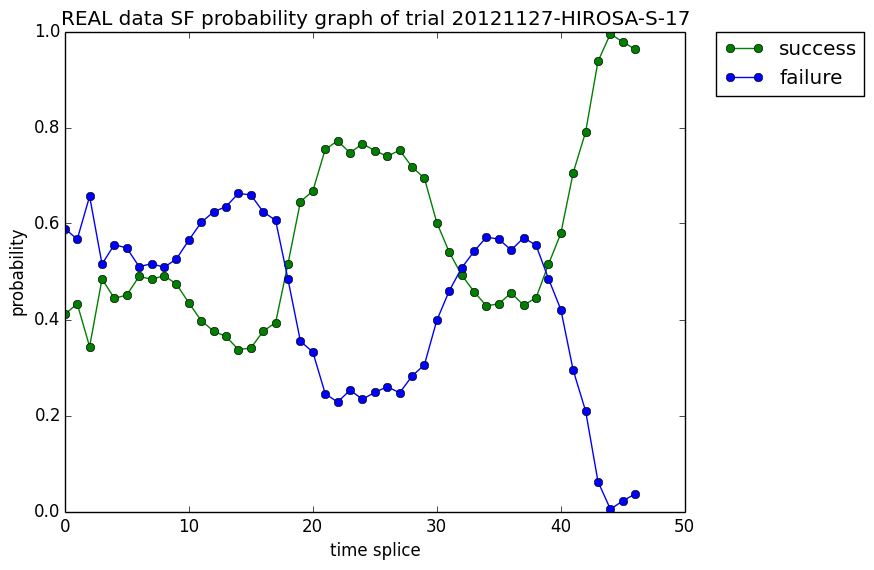 REAL data SF probability graph of trial 20121127-HIROSA-S-17
success
failure
1.0
0.8
0.6
0.4
0.2
0.0
probability
0 10 20 30 40 50
time splice